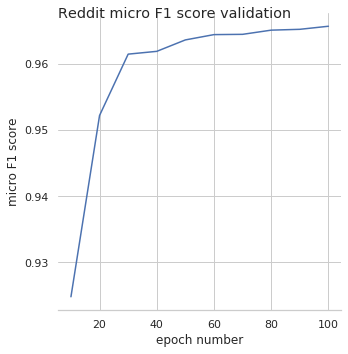 Reddit micro F1 score validation
micro F1 score
0.96
0.95
0.94
0.93
20 40 60 80 100
epoch number